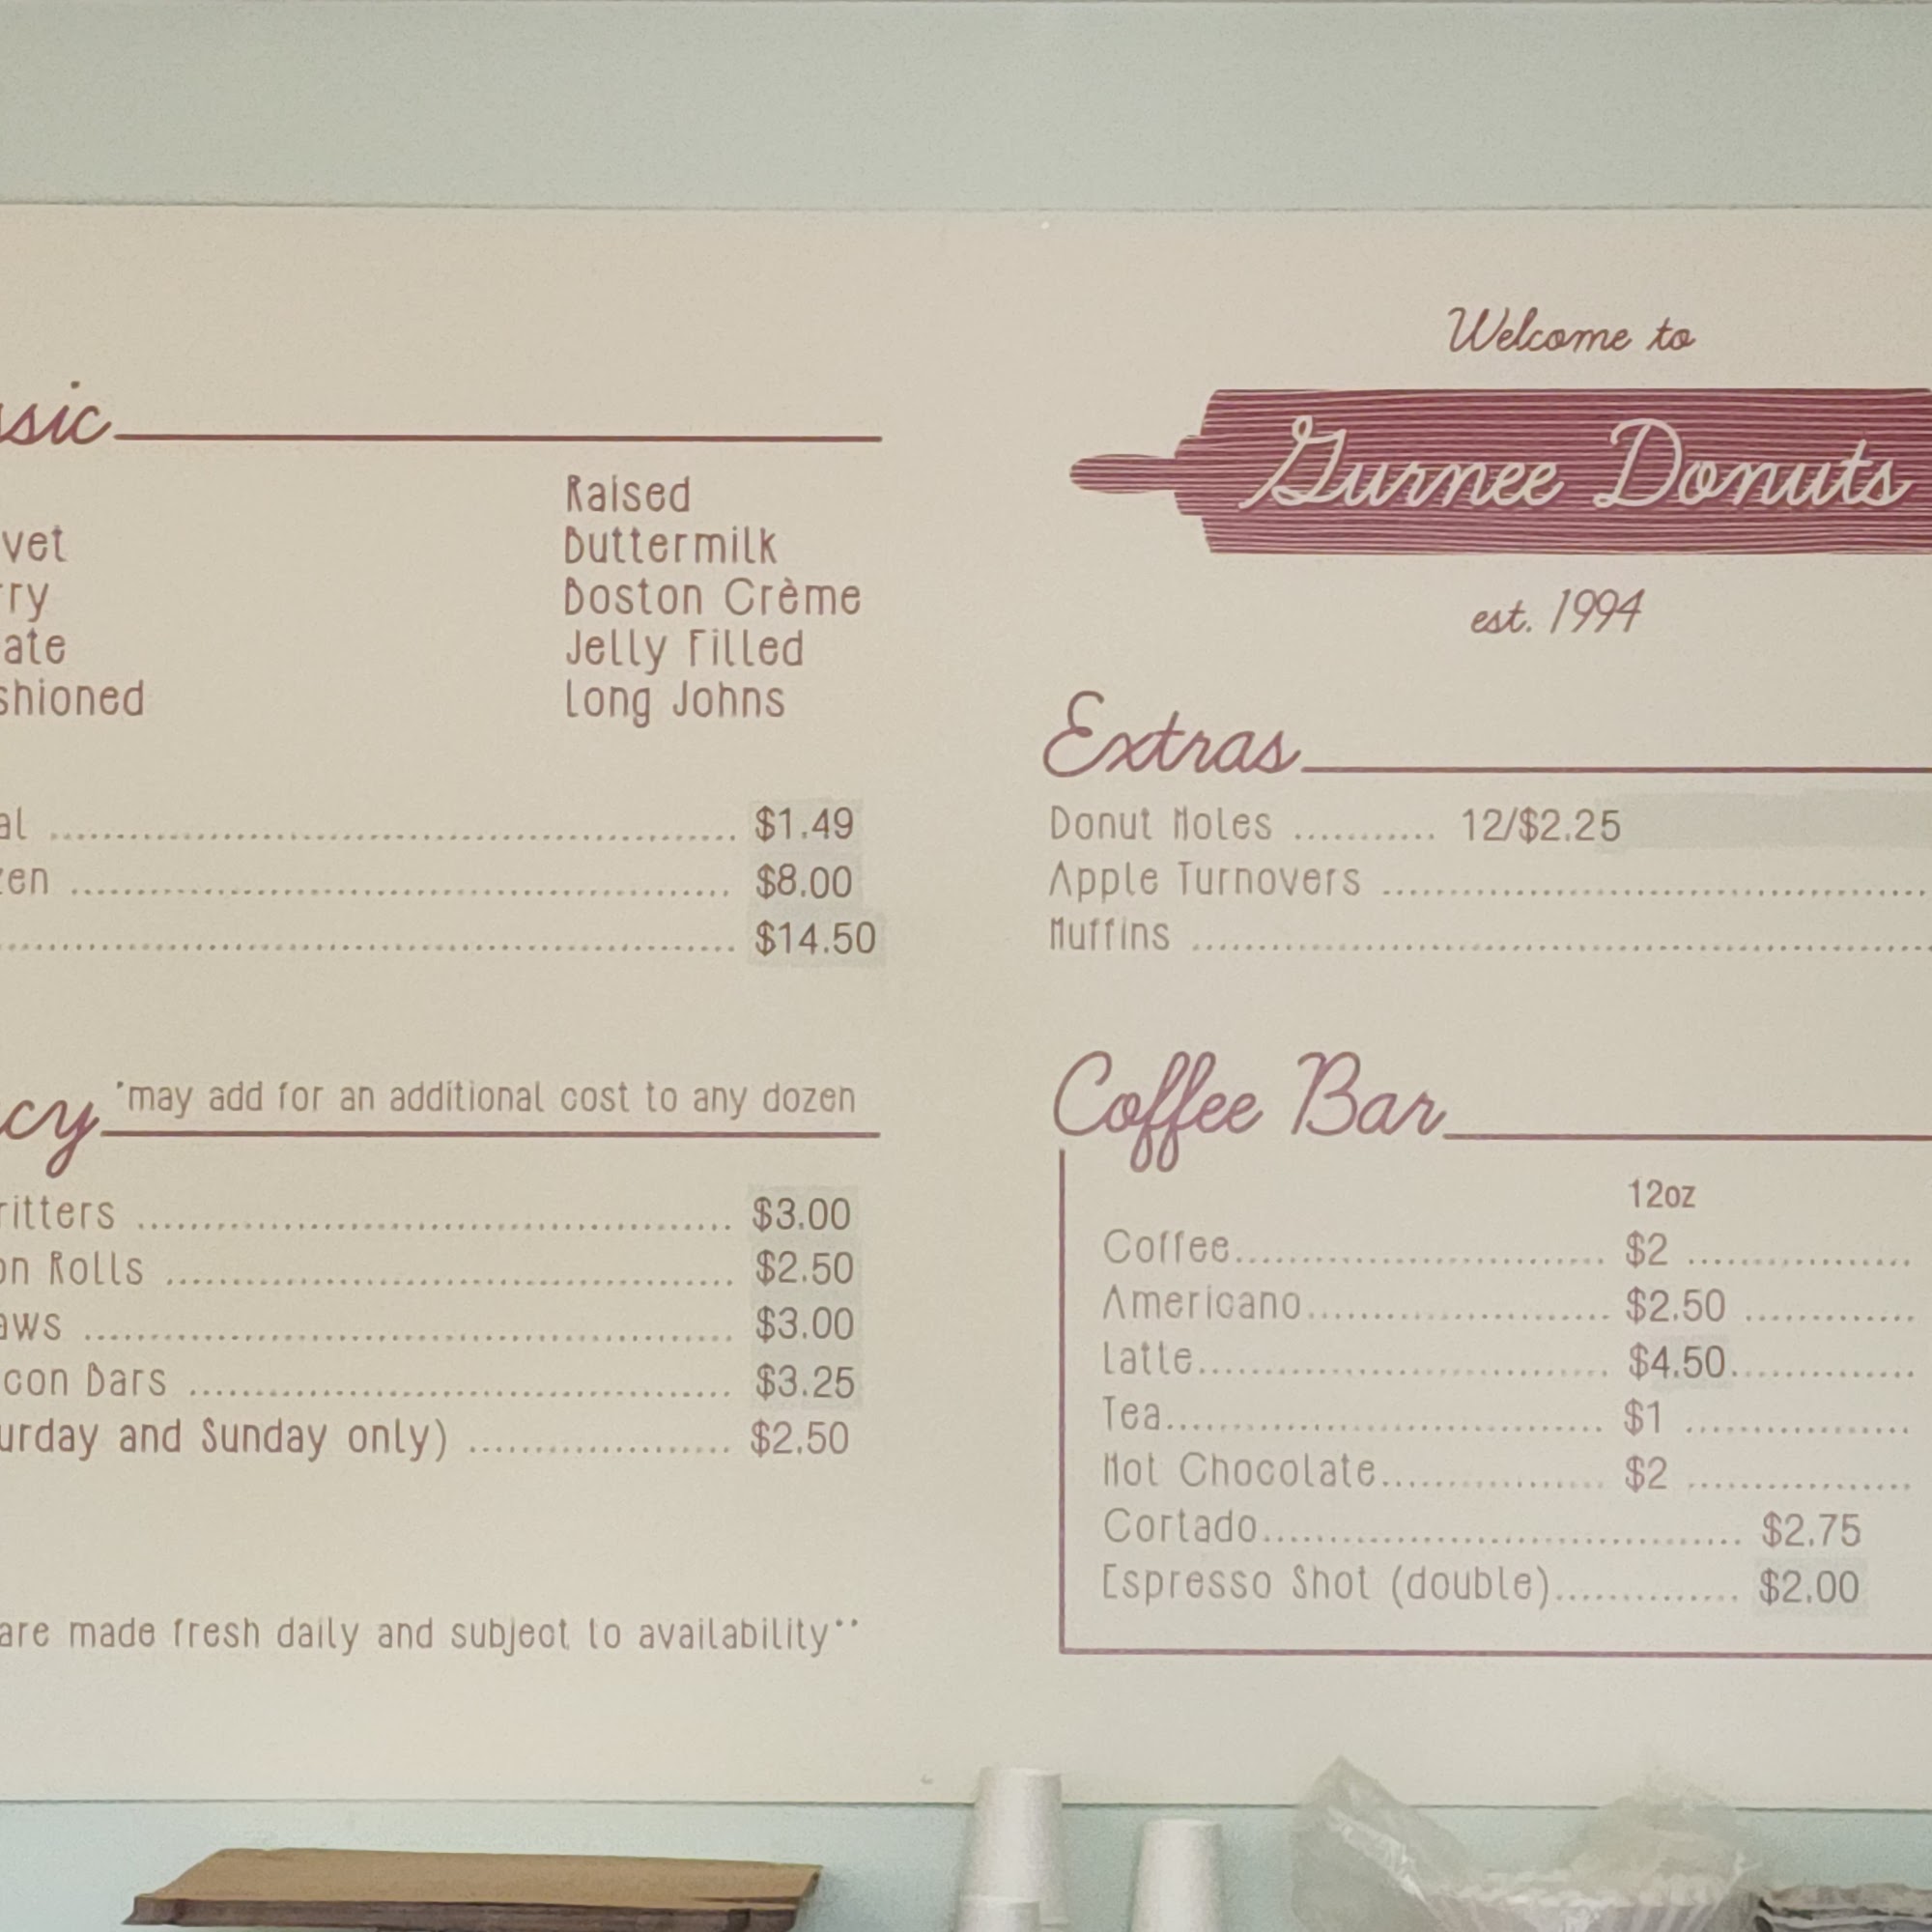 sic
Raised
vet Buttermilk
rry Boston Crème
ate Jelly Filled
shioned Long Johns
al ........................ $1.49
zen ........................ $8.00
........................ $14.50
cy *may add for an additional cost to any dozen
ritters ........................ $3.00
on Rolls ........................ $2.50
aws ........................ $3.00
con Bars ........................ $3.25
urday and Sunday only) ............ $2.50
are made fresh daily and subject to availability**
Welcome to
Gurnee Donuts
est. 1994
Extras
Donut Holes ........... 12/$2.25
Apple Turnovers ........................
Muffins ........................
Coffee Bar
12oz
Coffee........................ $2 ............
Americano........................ $2.50 ............
Latte........................ $4.50............
Tea........................ $1 ............
Hot Chocolate................ $2 ............
Cortado........................ $2.75
Espresso Shot (double)............ $2.00